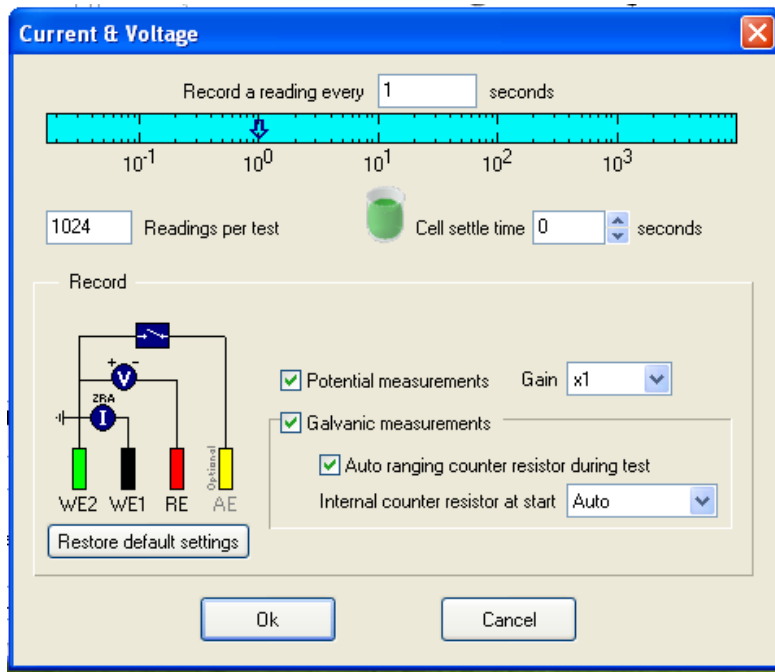 Current & Voltage
Record a reading every 1 seconds
10-1 100 101 102 103
1024 Readings per test Cell settle time 0 seconds
Record
+ -
V
ZRA
I
Potential measurements Gain x1
Galvanic measurements
Auto ranging counter resistor during test
Internal counter resistor at start Auto
Optional
WE2 WE1 RE AE
Restore default settings
Ok Cancel